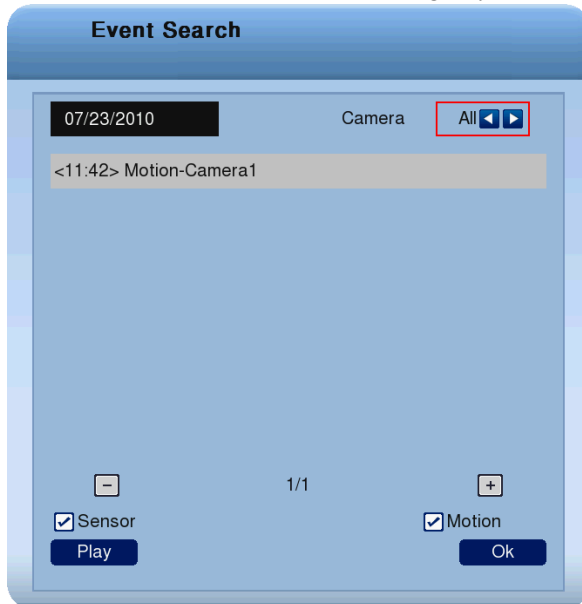 Event Search
07/23/2010 Camera All
<11:42> Motion-Camera1
- 1/1 +
Sensor Motion
Play Ok